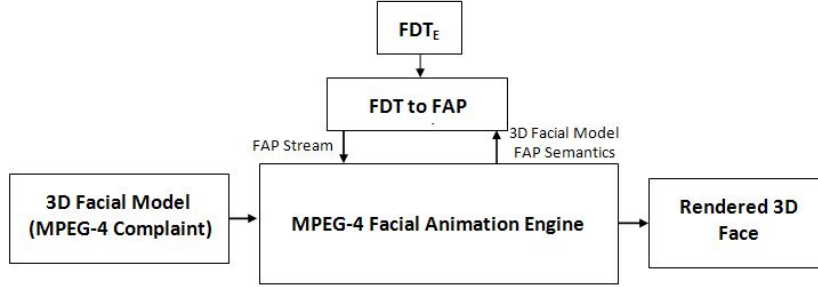 FDTE
FDT to FAP
FAP Stream
3D Facial Model
FAP Semantics
3D Facial Model
(MPEG-4 Complaint)
MPEG-4 Facial Animation Engine
Rendered 3D
Face